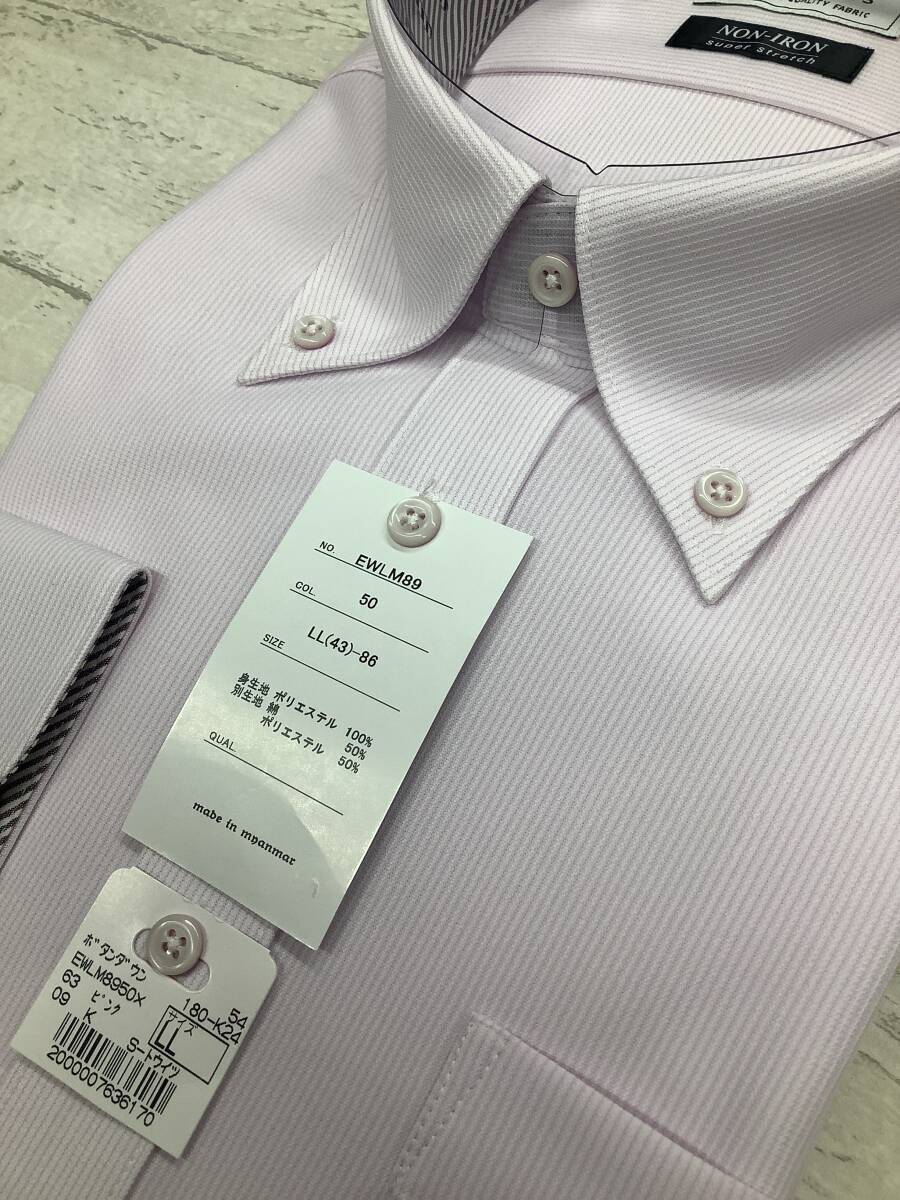 QUALITY FABRIC
NON-IRON
Super Stretch
NO. EWLM89
COL. 50
SIZE LL(43)-86
身生地 ポリエステル 100%
別生地 綿 50%
ポリエステル 50%
QUAL.
made in myanmar
ボタンダウン
EWLM8950X 54
63 ピンク 180-K24
09 K サイズ
LL
S-トウイツ
2000007636170